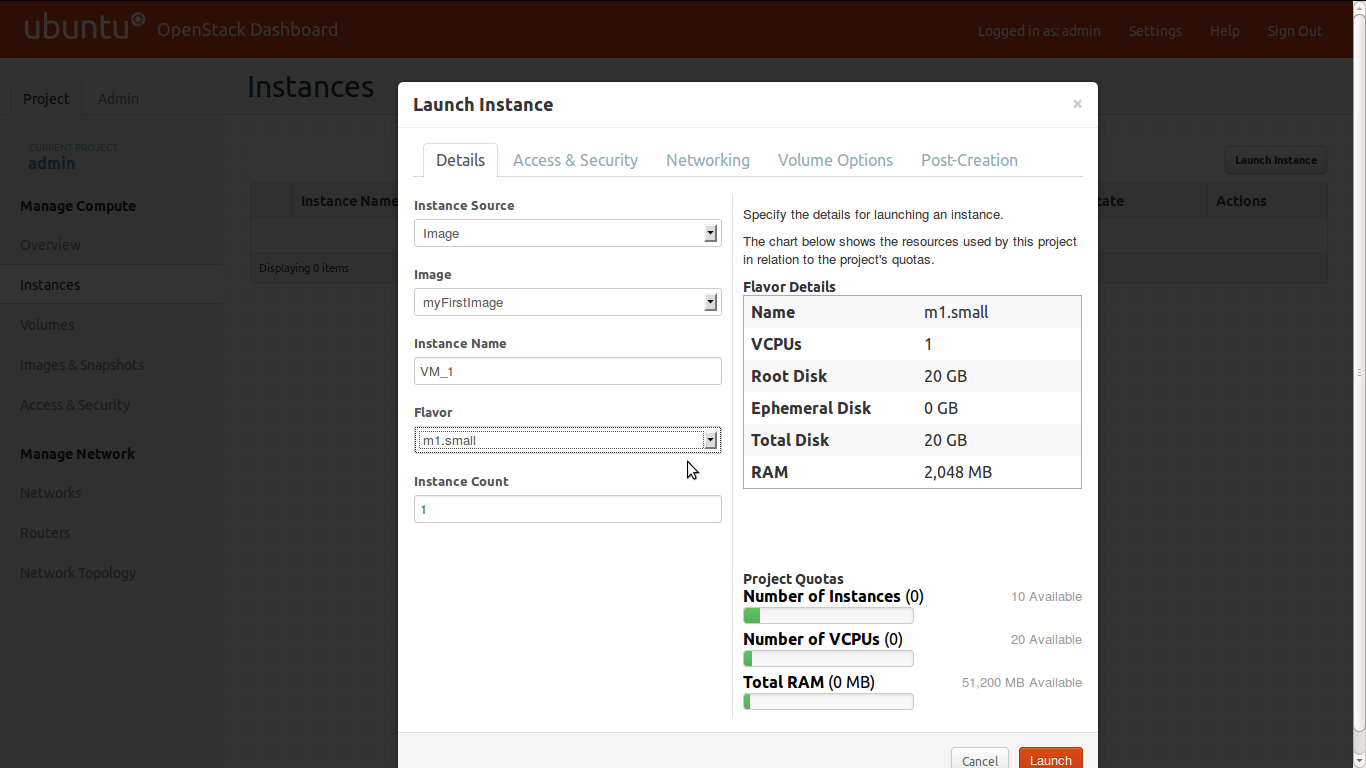 ubuntu
OpenStack Dashboard
Logged in as: admin
Settings
Help
Sign Out
Project
Admin
Instances
CURRENT PROJECT
admin
Manage Compute
Overview
Instances
Volumes
Images & Snapshots
Access & Security
Manage Network
Networks
Routers
Network Topology
Launch Instance
Instance Name
Actions
Displaying 0 items
Launch Instance
×
Details
Access & Security
Networking
Volume Options
Post-Creation
Instance Source
Image
Image
myFirstImage
Instance Name
VM_1
Flavor
m1.small
Instance Count
1
Specify the details for launching an instance.
The chart below shows the resources used by this project
in relation to the project's quotas.
Flavor Details
Name m1.small
VCPUs 1
Root Disk 20 GB
Ephemeral Disk 0 GB
Total Disk 20 GB
RAM 2,048 MB
Project Quotas
Number of Instances (0) 10 Available
Number of VCPUs (0) 20 Available
Total RAM (0 MB) 51,200 MB Available
Cancel
Launch